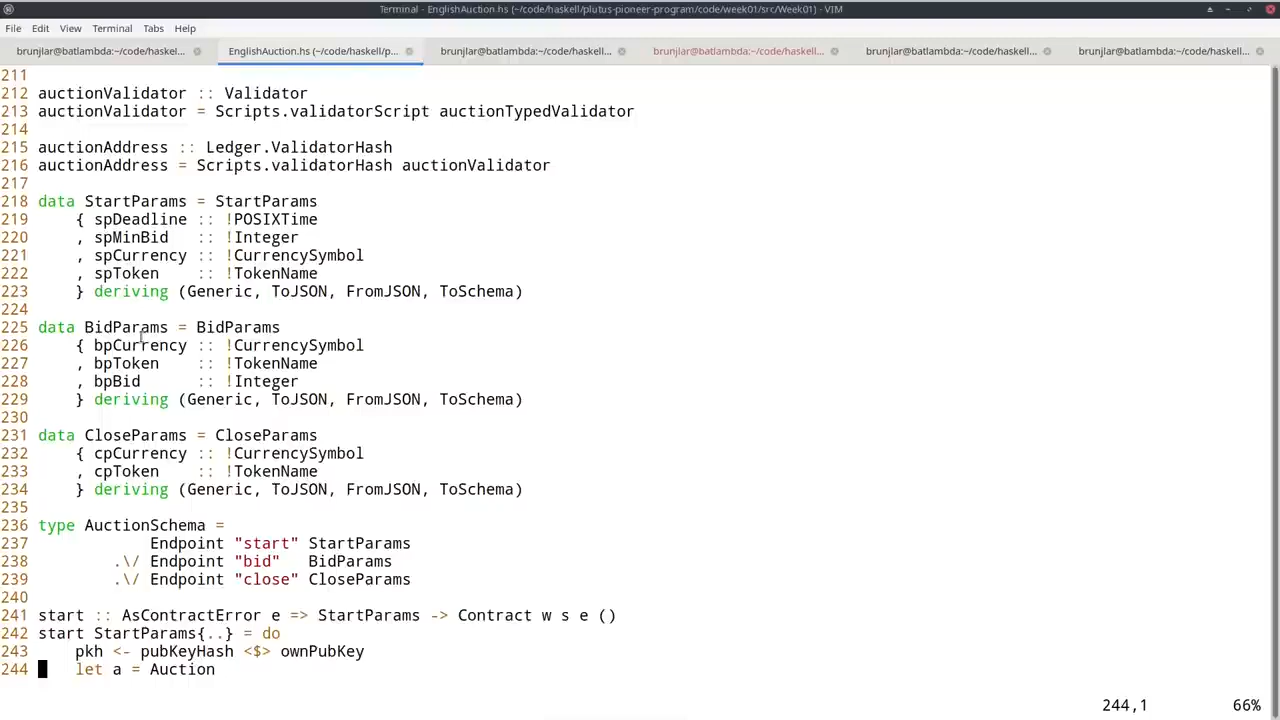 Terminal - EnglishAuction.hs (~/code/haskell/plutus-pioneer-program/code/week01/src/Week01) - VIM
File Edit View Terminal Tabs Help
brunjlar@batlambda:~/code/haskel... EnglishAuction.hs (~/code/haskell/p... brunjlar@batlambda:~/code/haskell... brunjlar@batlambda:~/code/haskell... brunjlar@batlambda:~/code/haskell... brunjlar@batlambda:~/code/haskell...
211
212 auctionValidator :: Validator
213 auctionValidator = Scripts.validatorScript auctionTypedValidator
214
215 auctionAddress :: Ledger.ValidatorHash
216 auctionAddress = Scripts.validatorHash auctionValidator
217
218 data StartParams = StartParams
219     { spDeadline :: !POSIXTime
220     , spMinBid   :: !Integer
221     , spCurrency :: !CurrencySymbol
222     , spToken    :: !TokenName
223     } deriving (Generic, ToJSON, FromJSON, ToSchema)
224
225 data BidParams = BidParams
226     { bpCurrency :: !CurrencySymbol
227     , bpToken    :: !TokenName
228     , bpBid      :: !Integer
229     } deriving (Generic, ToJSON, FromJSON, ToSchema)
230
231 data CloseParams = CloseParams
232     { cpCurrency :: !CurrencySymbol
233     , cpToken    :: !TokenName
234     } deriving (Generic, ToJSON, FromJSON, ToSchema)
235
236 type AuctionSchema =
237             Endpoint "start" StartParams
238         .\/ Endpoint "bid"   BidParams
239         .\/ Endpoint "close" CloseParams
240
241 start :: AsContractError e => StartParams -> Contract w s e ()
242 start StartParams{..} = do
243     pkh <- pubKeyHash <$> ownPubKey
244     let a = Auction
244,1 66%